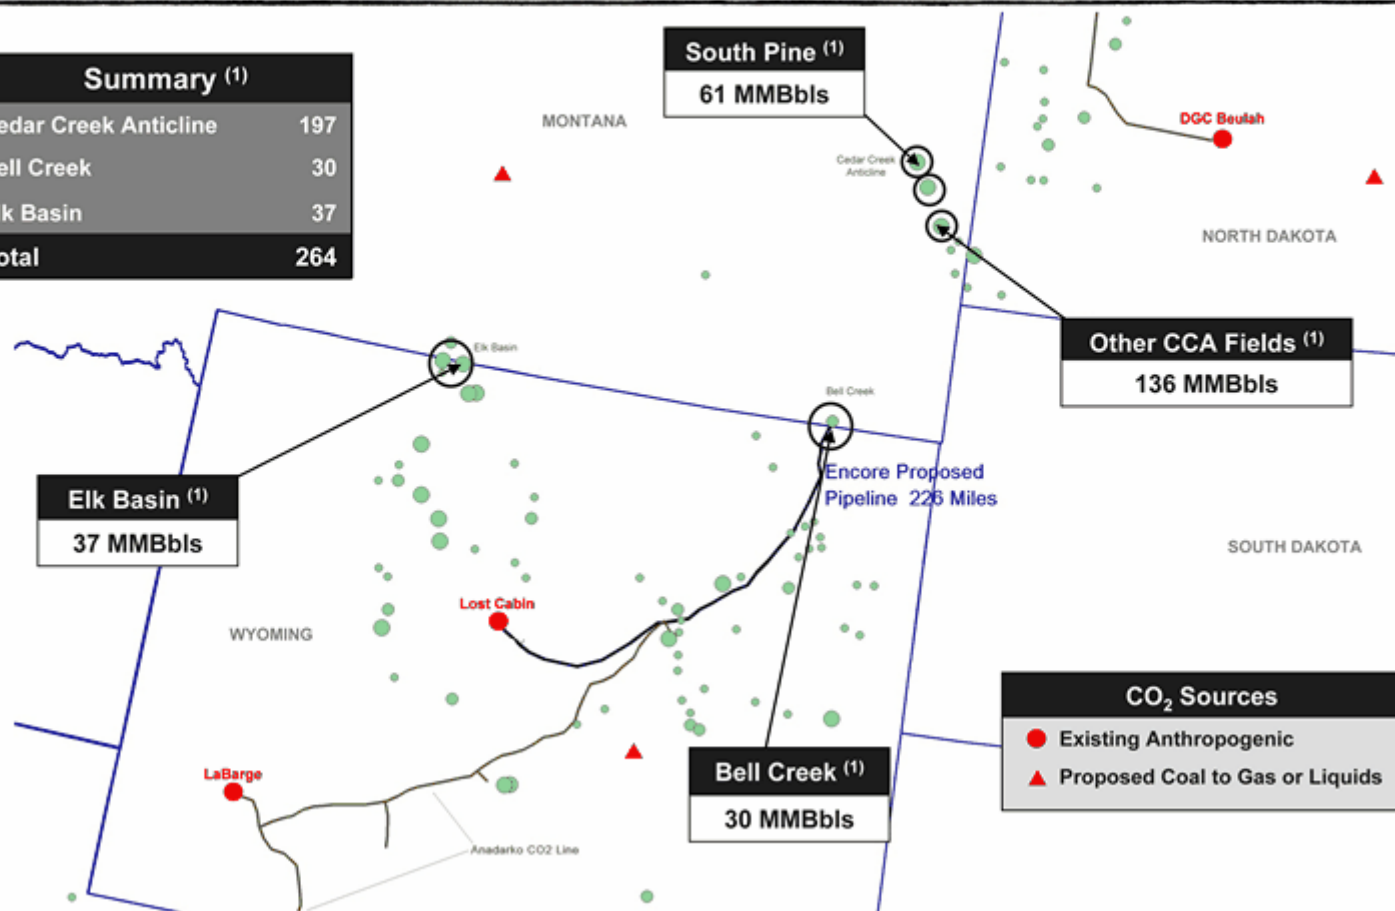 Summary (1)
edar Creek Anticline 197
ell Creek 30
lk Basin 37
otal 264
South Pine (1)
61 MMBbls
MONTANA
DGC Beulah
Cedar Creek
Anticline
NORTH DAKOTA
Other CCA Fields (1)
136 MMBbls
Elk Basin
Bell Creek
Encore Proposed
Pipeline 226 Miles
Elk Basin (1)
37 MMBbls
SOUTH DAKOTA
Lost Cabin
WYOMING
CO2 Sources
Existing Anthropogenic
Proposed Coal to Gas or Liquids
LaBarge
Bell Creek (1)
30 MMBbls
Anadarko CO2 Line